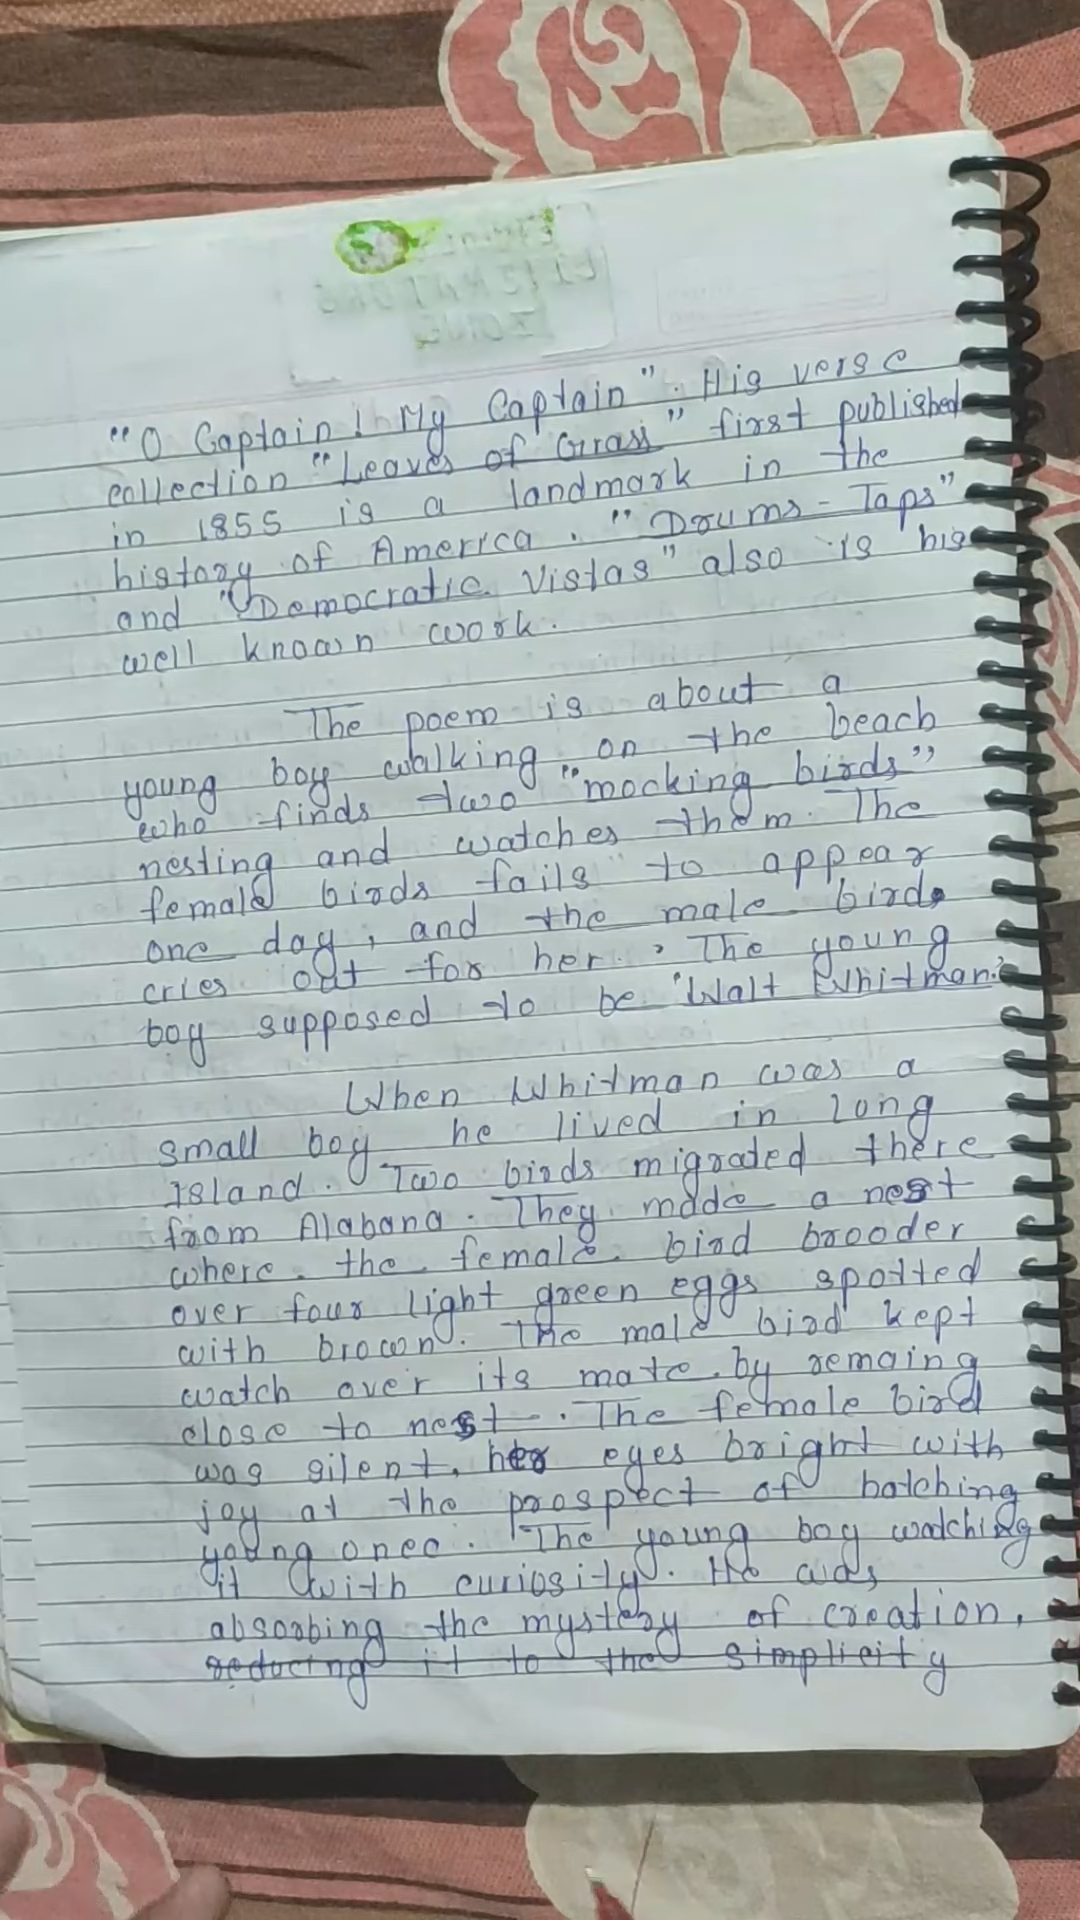 "O Captain! My Captain". His verse
collection "Leaves of Grass" first published
in 1855 is a landmark in the
history of America. "Drums-Taps"
and "Democratic Vistas" also is his
well known work.
The poem is about a
young boy walking on the beach
who finds two "mocking birds"
nesting and watches them. The
female birds fails to appear
one day, and the male bird
cries out for her. The young
boy supposed to be 'Walt Whitman.'
When Whitman was a
small boy he lived in long
Island. Two birds migrated there
from Alabana. They made a nest
where the female bird brooder
over four light green eggs spotted
with brown. The male bird kept
watch over its mate by remaing
close to nest. The female bird
was silent, her eyes bright with
joy at the prospect of hatching
young ones. The young boy watching
it with curiosity. He was
absorbing the mystery of creation,
reducing it to the simplicity